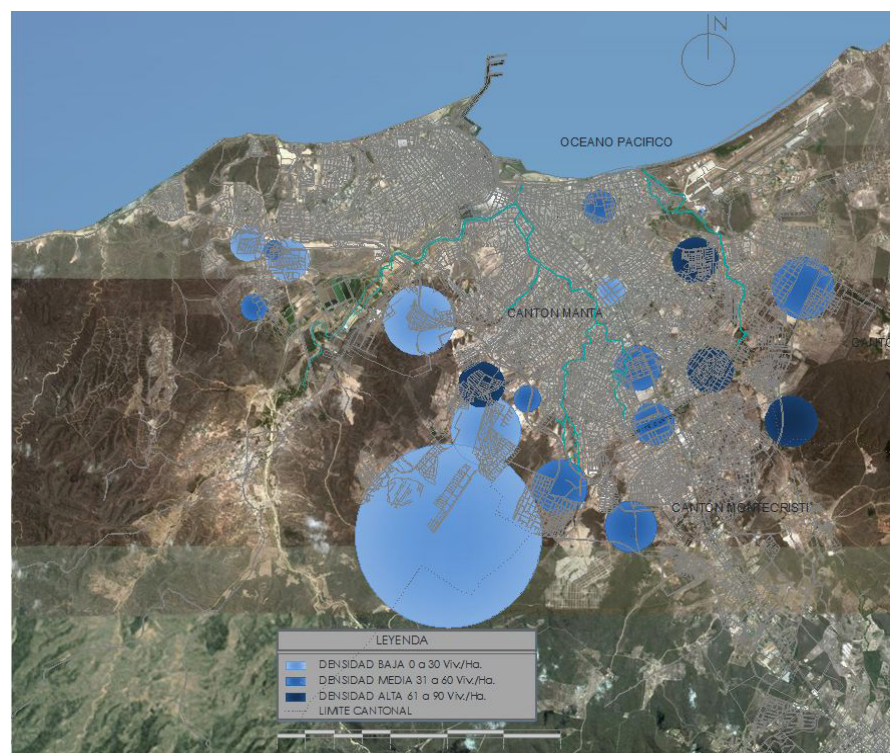 N
OCEANO PACIFICO
CANTON MANTA
CANTO
CANTON MONTECRISTI
LEYENDA
DENSIDAD BAJA 0 a 30 Viv./Ha.
DENSIDAD MEDIA 31 a 60 Viv./Ha.
DENSIDAD ALTA 61 a 90 Viv./Ha.
LIMITE CANTONAL